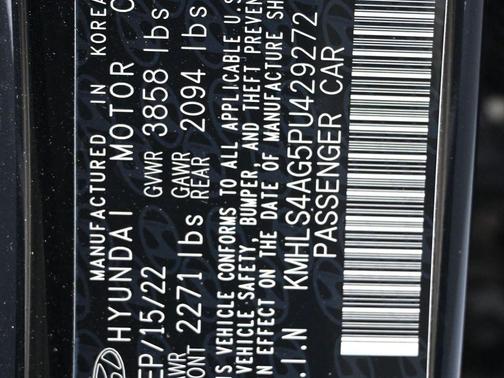 MANUFACTURED IN KOREA
HYUNDAI MOTOR C
EP/15/22 GVWR 3858 lbs
WR GAWR
ONT 2271 lbs REAR 2094 lbs
S VEHICLE CONFORMS TO ALL APPLICABLE U.S
VEHICLE SAFETY, BUMPER, AND THEFT PREVEN
N EFFECT ON THE DATE OF MANUFACTURE SH
.I.N KMHLS4AG5PU429272
PASSENGER CAR